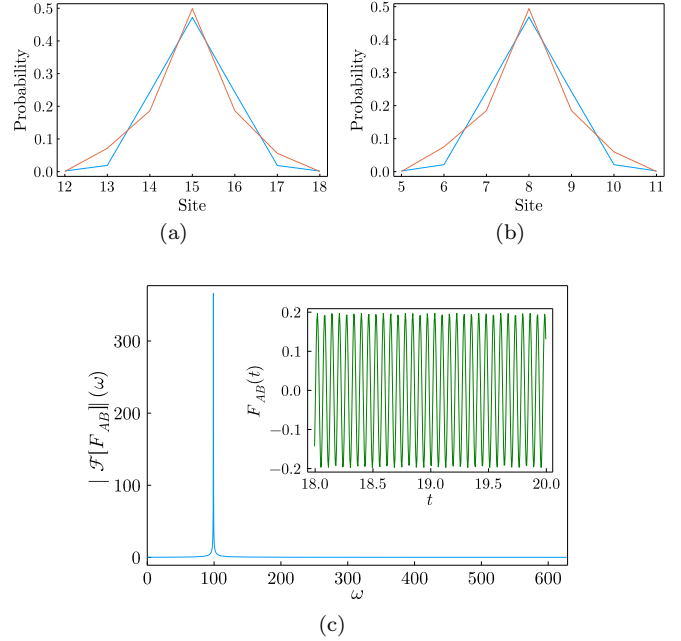 0.5
0.4
0.3
0.2
0.1
0.0
Probability
12 13 14 15 16 17 18
Site
(a)
0.5
0.4
0.3
0.2
0.1
0.0
Probability
5 6 7 8 9 10 11
Site
(b)
300
200
100
0
| ℱ[F_AB]| (ω)
0 100 200 300 400 500 600
ω
0.2
0.1
0.0
−0.1
−0.2
F_AB(t)
18.0 18.5 19.0 19.5 20.0
t
(c)